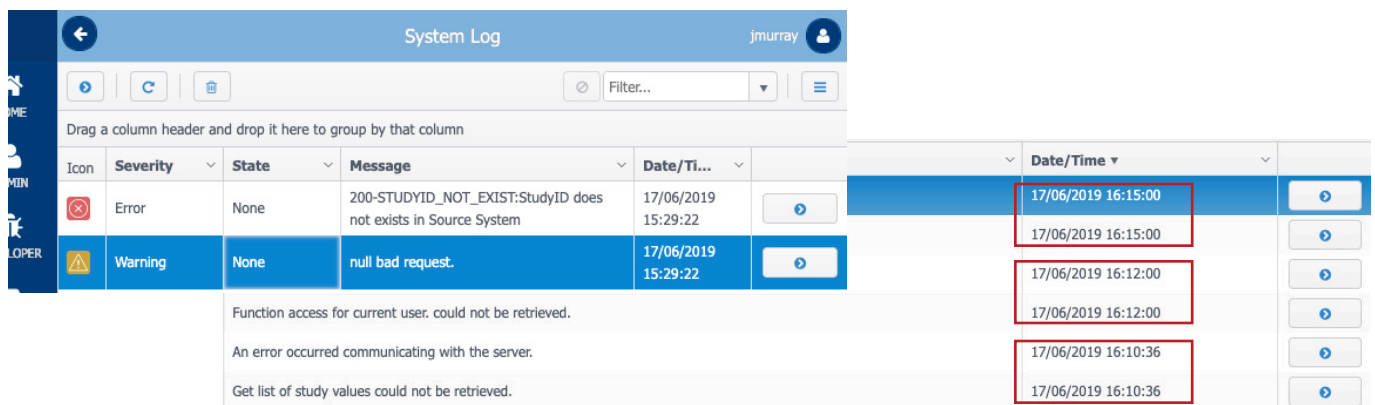 System Log
jmurray
Filter...
Drag a column header and drop it here to group by that column
Icon Severity State Message Date/Ti...
Error None 200-STUDYID_NOT_EXIST:StudyID does not exists in Source System 17/06/2019 15:29:22
Warning None null bad request. 17/06/2019 15:29:22
Date/Time
17/06/2019 16:15:00
17/06/2019 16:15:00
17/06/2019 16:12:00
Function access for current user. could not be retrieved. 17/06/2019 16:12:00
An error occurred communicating with the server. 17/06/2019 16:10:36
Get list of study values could not be retrieved. 17/06/2019 16:10:36